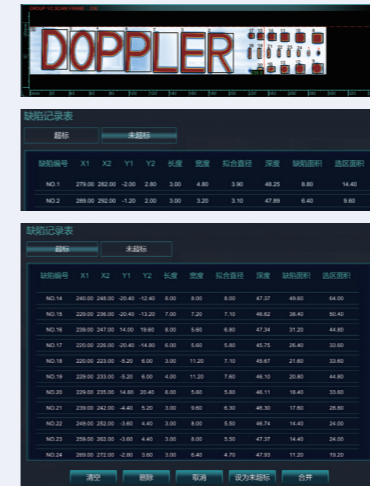 DOPPLER
缺陷记录表
超标 未超标
缺陷编号 X1 X2 Y1 Y2 长度 宽度 拟合直径 深度 缺陷面积 选区面积
NO.1 279.00 282.00 -2.00 2.80 3.00 4.80 3.90 48.25 8.80 14.40
NO.2 289.00 292.00 -1.20 2.00 3.00 3.20 3.10 47.89 6.40 9.60
缺陷记录表
超标 未超标
缺陷编号 X1 X2 Y1 Y2 长度 宽度 拟合直径 深度 缺陷面积 选区面积
NO.14 240.00 248.00 -20.40 -12.40 8.00 8.00 8.00 47.37 49.60 64.00
NO.15 229.00 236.00 -20.40 -13.20 7.00 7.20 7.10 46.62 38.40 50.40
NO.16 239.00 247.00 14.00 19.60 8.00 5.60 6.80 47.34 31.20 44.80
NO.17 220.00 226.00 -20.40 -14.80 6.00 5.60 5.80 45.75 26.40 33.60
NO.18 220.00 223.00 -5.20 6.00 3.00 11.20 7.10 45.67 21.60 33.60
NO.19 229.00 233.00 -5.20 6.00 4.00 11.20 7.60 46.10 20.80 44.80
NO.20 229.00 235.00 14.80 20.40 6.00 5.60 5.80 46.11 18.40 33.60
NO.21 239.00 242.00 -4.40 5.20 3.00 9.60 6.30 46.30 17.60 28.80
NO.22 249.00 252.00 -3.60 4.40 3.00 8.00 5.50 46.74 14.40 24.00
NO.23 259.00 262.00 -3.60 4.40 3.00 8.00 5.50 47.37 14.40 24.00
NO.24 269.00 272.00 -2.80 3.60 3.00 6.40 4.70 47.93 11.20 19.20
清空 删除 取消 设为未超标 合并